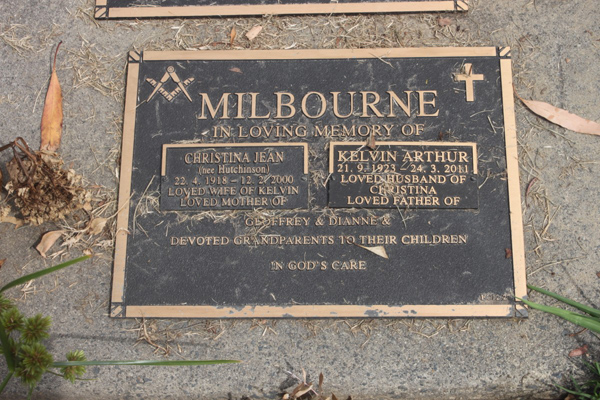 MILBOURNE
IN LOVING MEMORY OF
CHRISTINA JEAN
(nee Hutchinson)
22. 4. 1918 - 12. 2. 2000
LOVED WIFE OF KELVIN
LOVED MOTHER OF
KELVIN ARTHUR
21. 9. 1923 - 24. 3. 2011
LOVED HUSBAND OF
CHRISTINA
LOVED FATHER OF
GEOFFREY & DIANNE &
DEVOTED GRANDPARENTS TO THEIR CHILDREN
IN GOD'S CARE